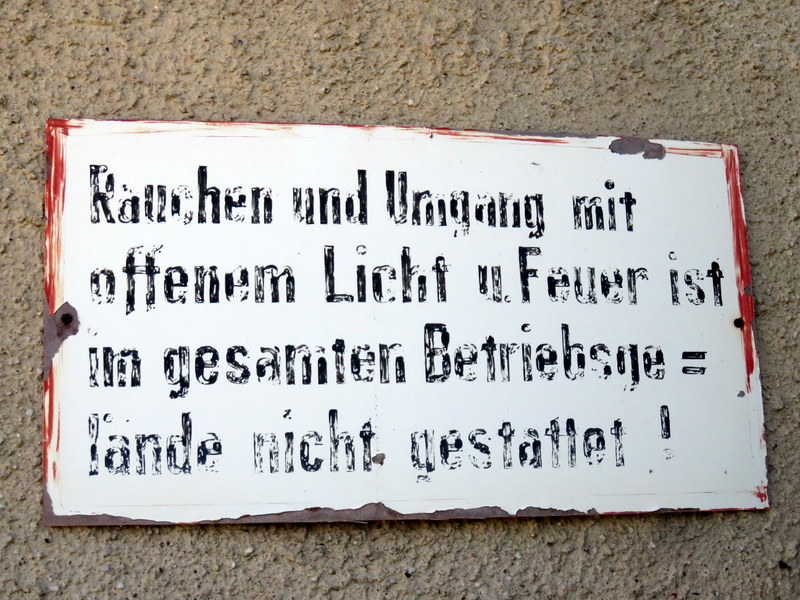 Rauchen und Umgang mit
offenem Licht u. Feuer ist
im gesamten Betriebsge=
lände nicht gestattet !